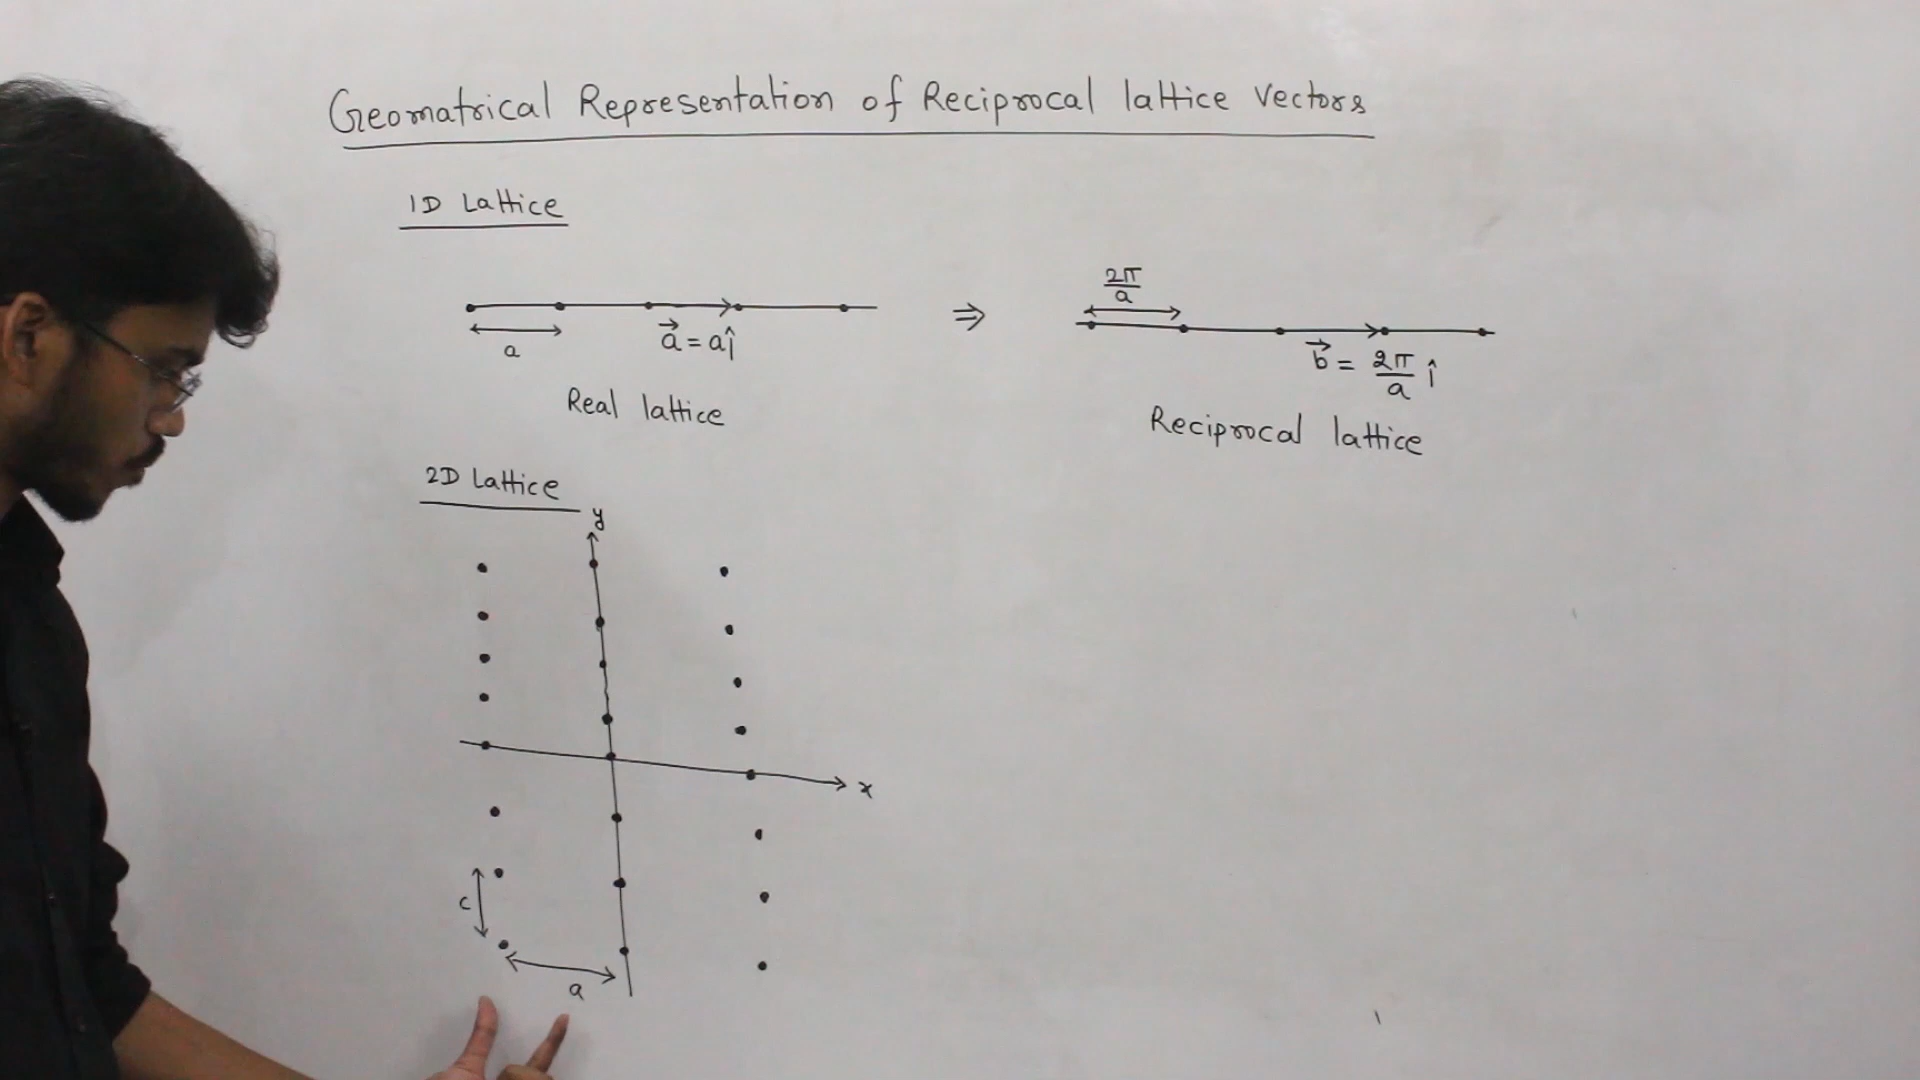 Geomatrical Representation of Reciprocal lattice Vectors
1D Lattice
a
a⃗ = aî
Real lattice
⇒
2π/a
b⃗ = 2π/a î
Reciprocal lattice
2D Lattice
y
x
c
a